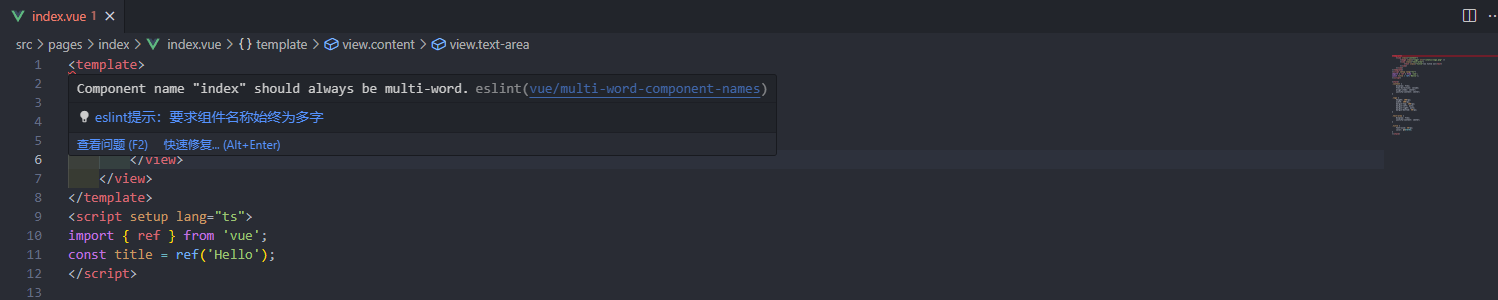 index.vue 1
src > pages > index > index.vue > {} template > view.content > view.text-area
1 <template>
2
Component name "index" should always be multi-word. eslint(vue/multi-word-component-names)
3
eslint提示：要求组件名称始终为多字
4
5
查看问题 (F2) 快速修复... (Alt+Enter)
6 </view>
7 </view>
8 </template>
9 <script setup lang="ts">
10 import { ref } from 'vue';
11 const title = ref('Hello');
12 </script>
13